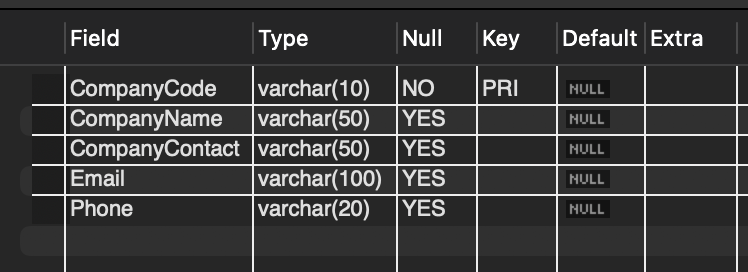 Field Type Null Key Default Extra
CompanyCode varchar(10) NO PRI NULL
CompanyName varchar(50) YES NULL
CompanyContact varchar(50) YES NULL
Email varchar(100) YES NULL
Phone varchar(20) YES NULL